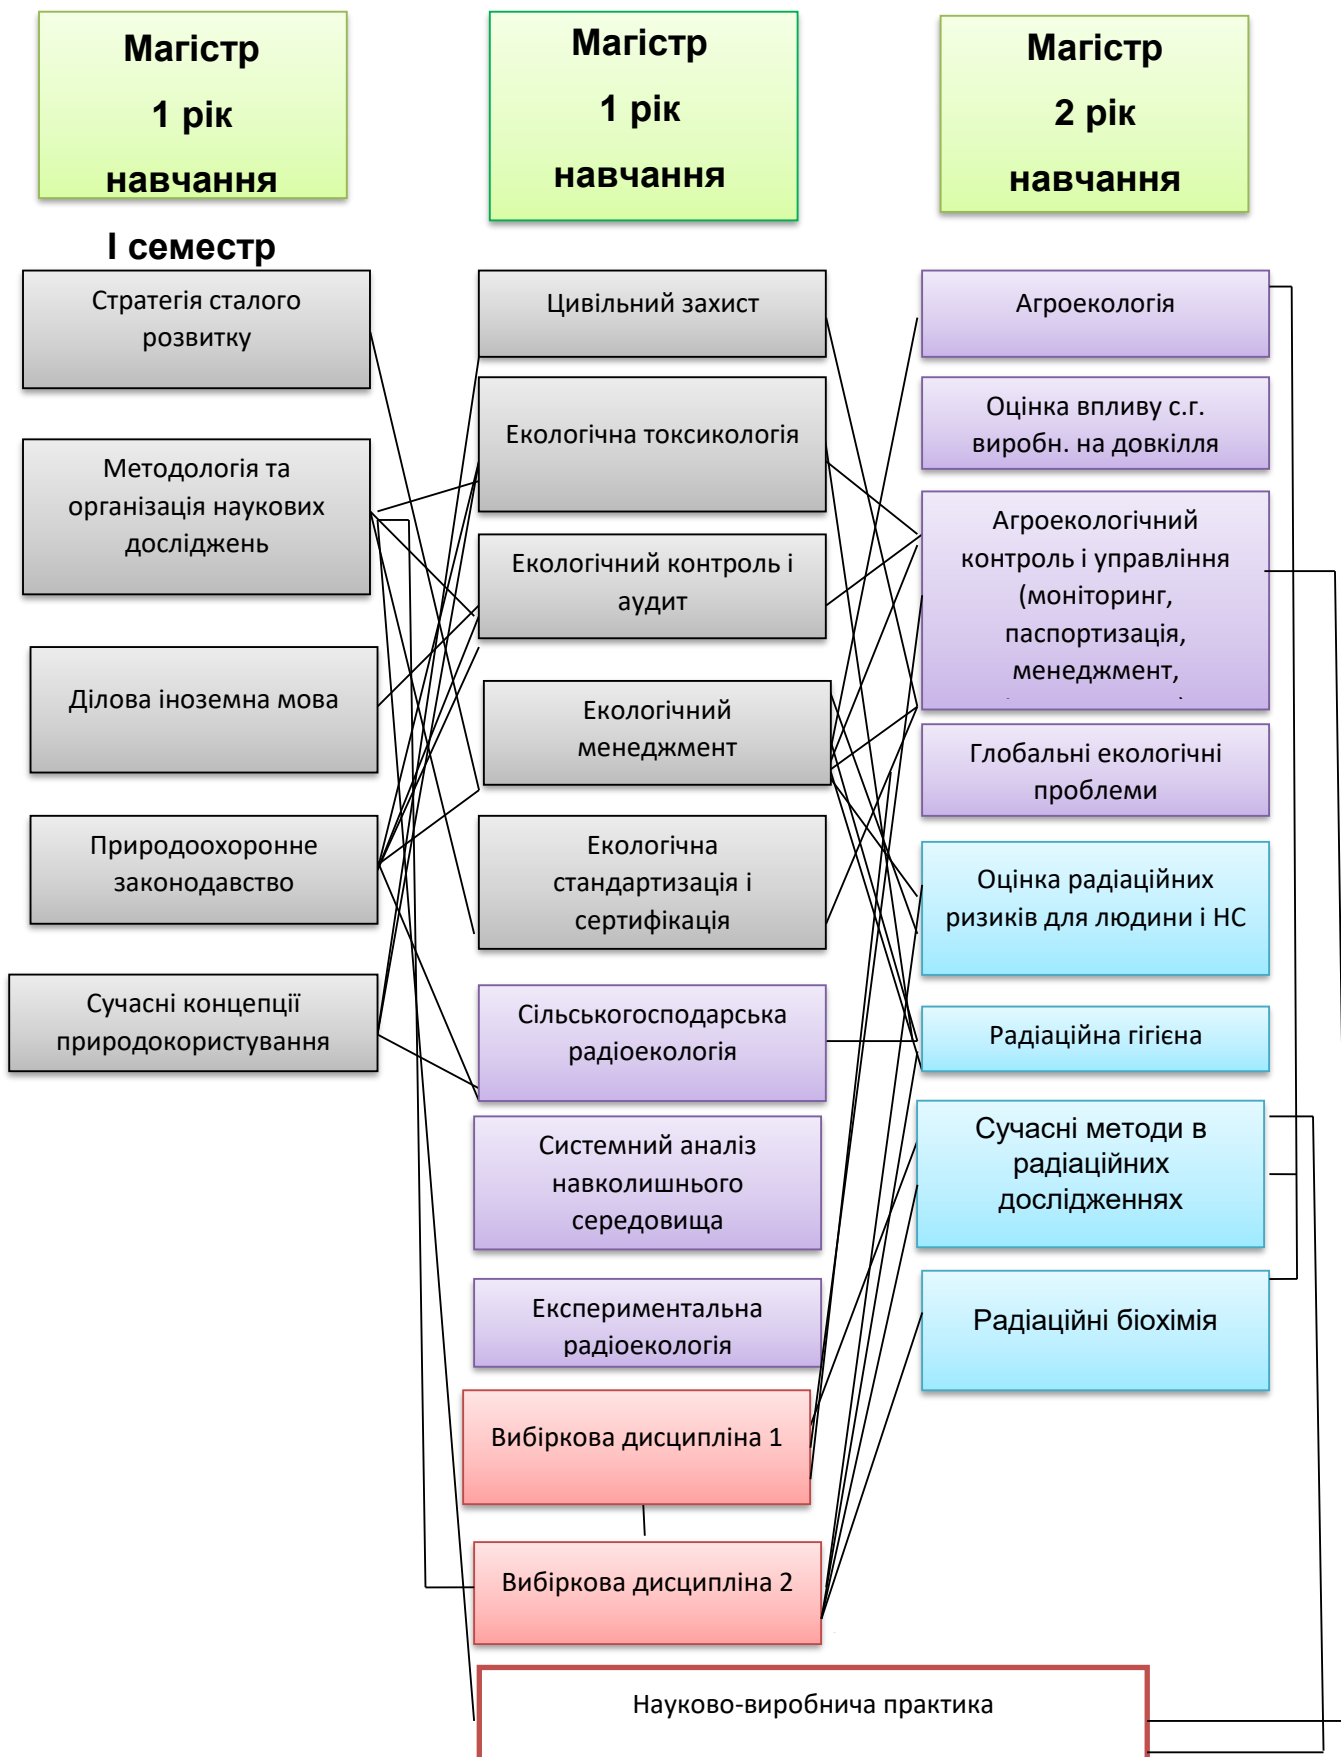 Магістр
1 рік
навчання
І семестр
Стратегія сталого
розвитку
Методологія та
організація наукових
досліджень
Ділова іноземна мова
Природоохоронне
законодавство
Сучасні концепції
природокористування
Магістр
1 рік
навчання
Цивільний захист
Екологічна токсикологія
Екологічний контроль і
аудит
Екологічний
менеджмент
Екологічна
стандартизація і
сертифікація
Сільськогосподарська
радіоекологія
Системний аналіз
навколишнього
середовища
Експериментальна
радіоекологія
Вибіркова дисципліна 1
Вибіркова дисципліна 2
Науково-виробнича практика
Магістр
2 рік
навчання
Агроекологія
Оцінка впливу с.г.
виробн. на довкілля
Агроекологічний
контроль і управління
(моніторинг,
паспортизація,
менеджмент,
Глобальні екологічні
проблеми
Оцінка радіаційних
ризиків для людини і НС
Радіаційна гігієна
Сучасні методи в
радіаційних
дослідженнях
Радіаційні біохімія